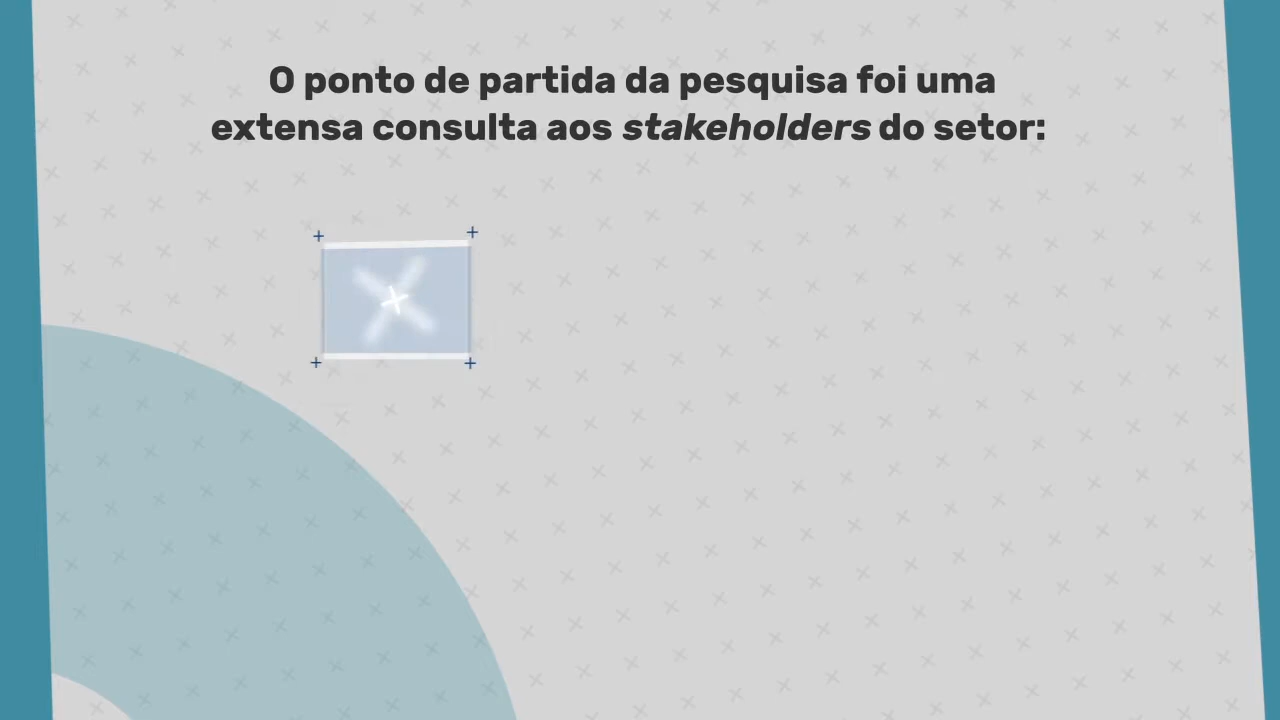 O ponto de partida da pesquisa foi uma
extensa consulta aos stakeholders do setor: